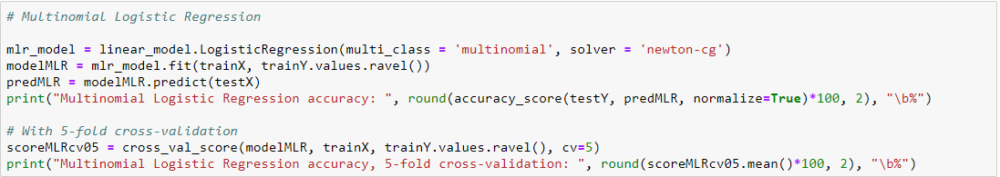 # Multinomial Logistic Regression
mlr_model = linear_model.LogisticRegression(multi_class = 'multinomial', solver = 'newton-cg')
modelMLR = mlr_model.fit(trainX, trainY.values.ravel())
predMLR = modelMLR.predict(testX)
print("Multinomial Logistic Regression accuracy: ", round(accuracy_score(testY, predMLR, normalize=True)*100, 2), "\b%")
# With 5-fold cross-validation
scoreMLRcv05 = cross_val_score(modelMLR, trainX, trainY.values.ravel(), cv=5)
print("Multinomial Logistic Regression accuracy, 5-fold cross-validation: ", round(scoreMLRcv05.mean()*100, 2), "\b%")